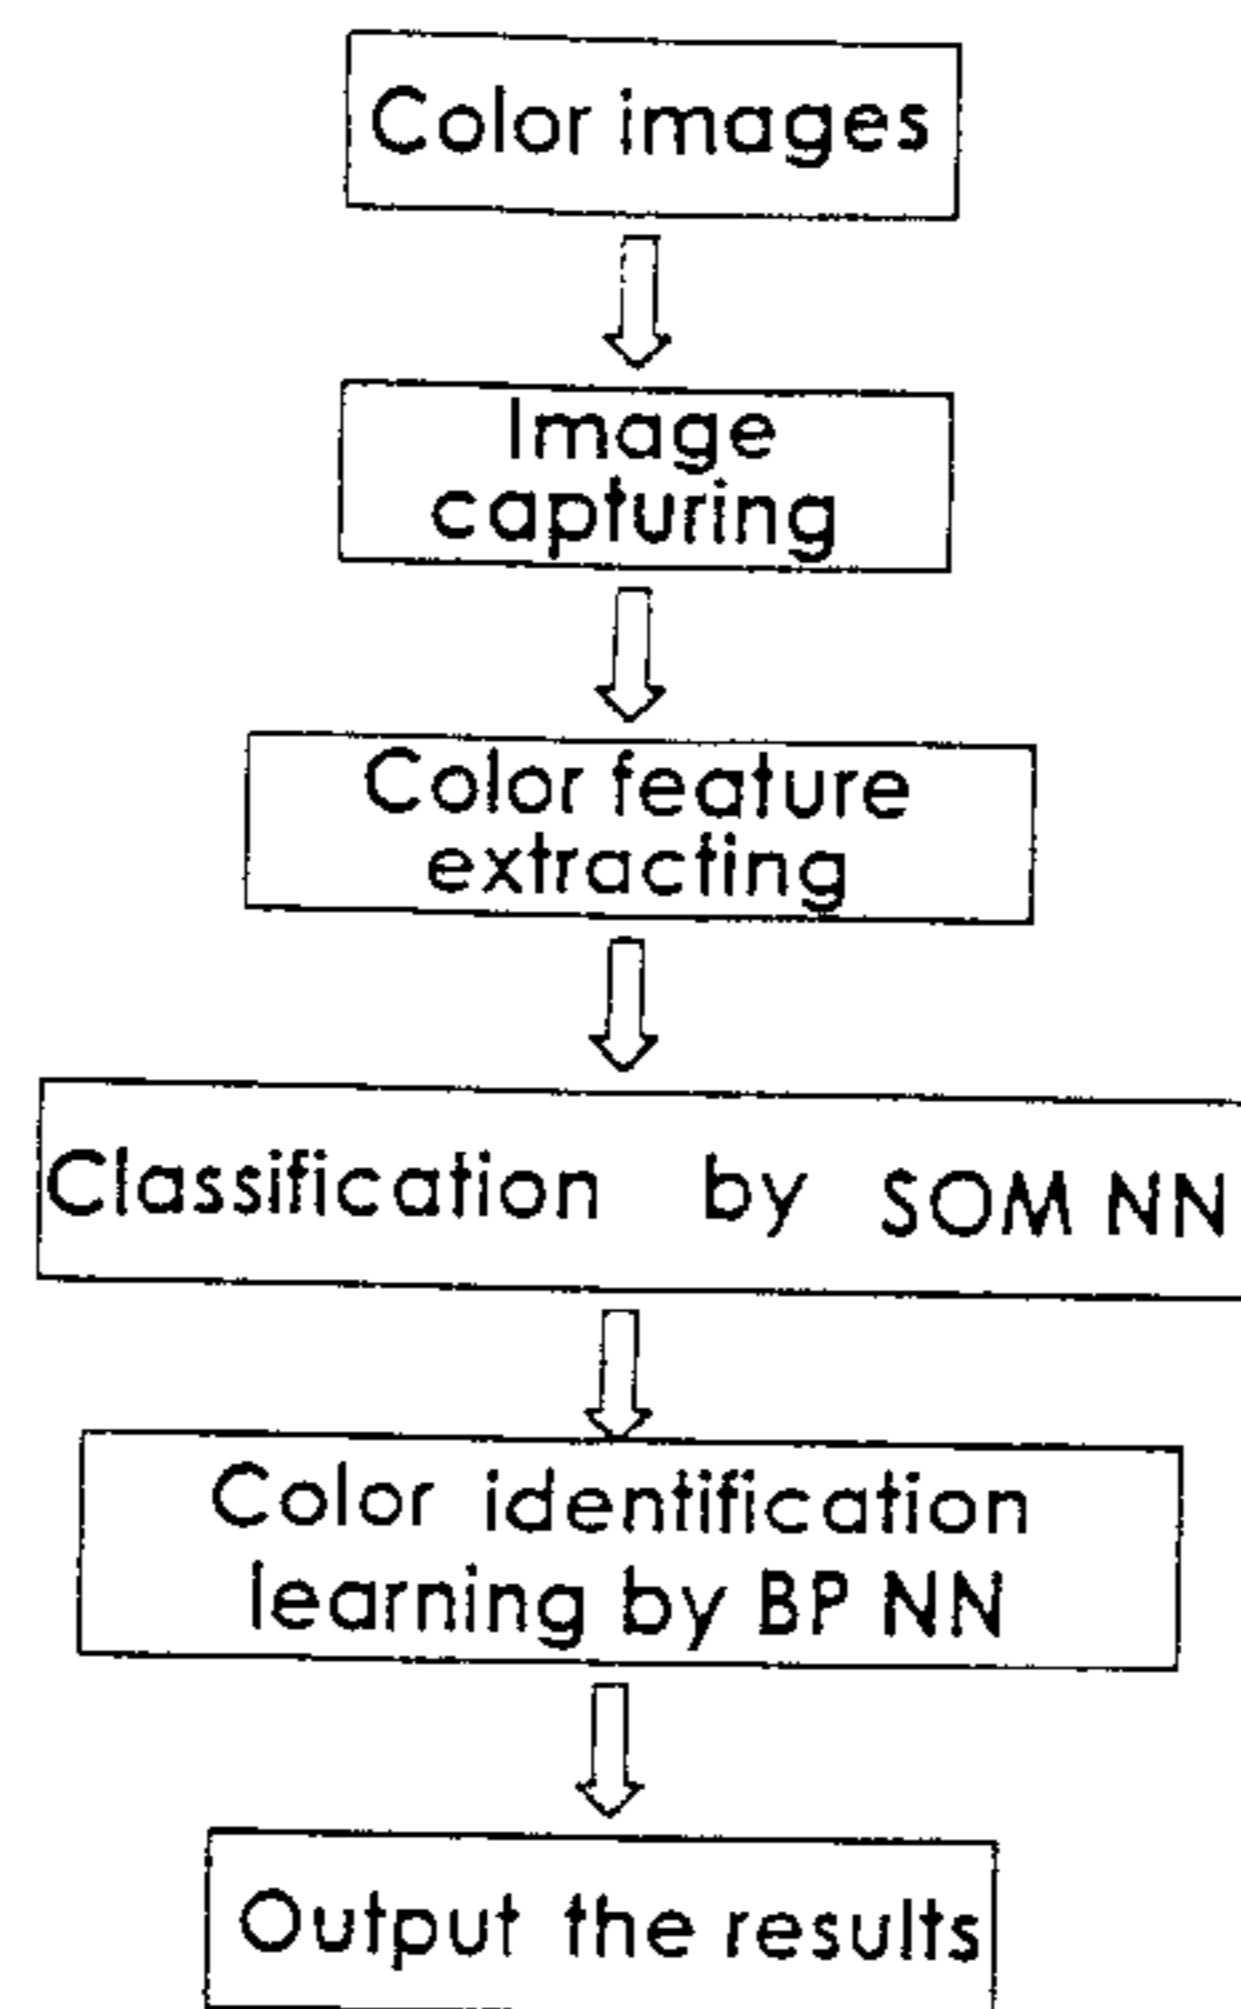 Color images
Image
capturing
Color feature
extracting
Classification by SOM NN
Color identification
learning by BP NN
Output the results